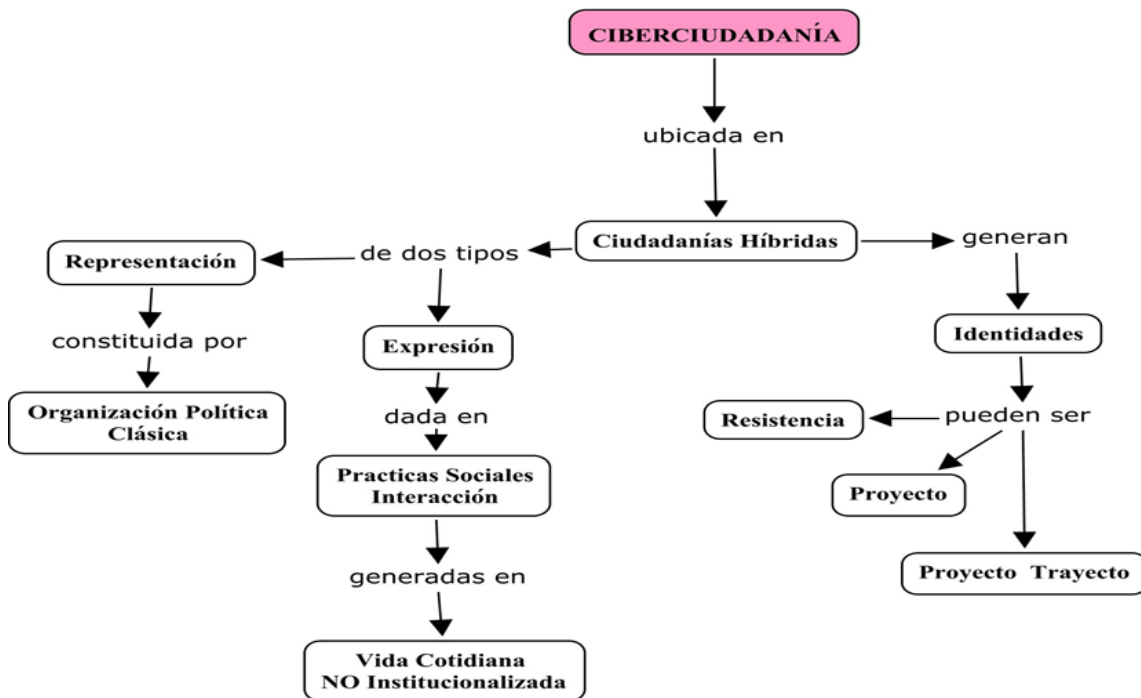 CIBERCIUDADANÍA
ubicada en
Ciudadanías Híbridas
de dos tipos
Representación
constituida por
Organización Política
Clásica
Expresión
dada en
Practicas Sociales
Interacción
generadas en
Vida Cotidiana
NO Institucionalizada
generan
Identidades
pueden ser
Resistencia
Proyecto
Proyecto Trayecto